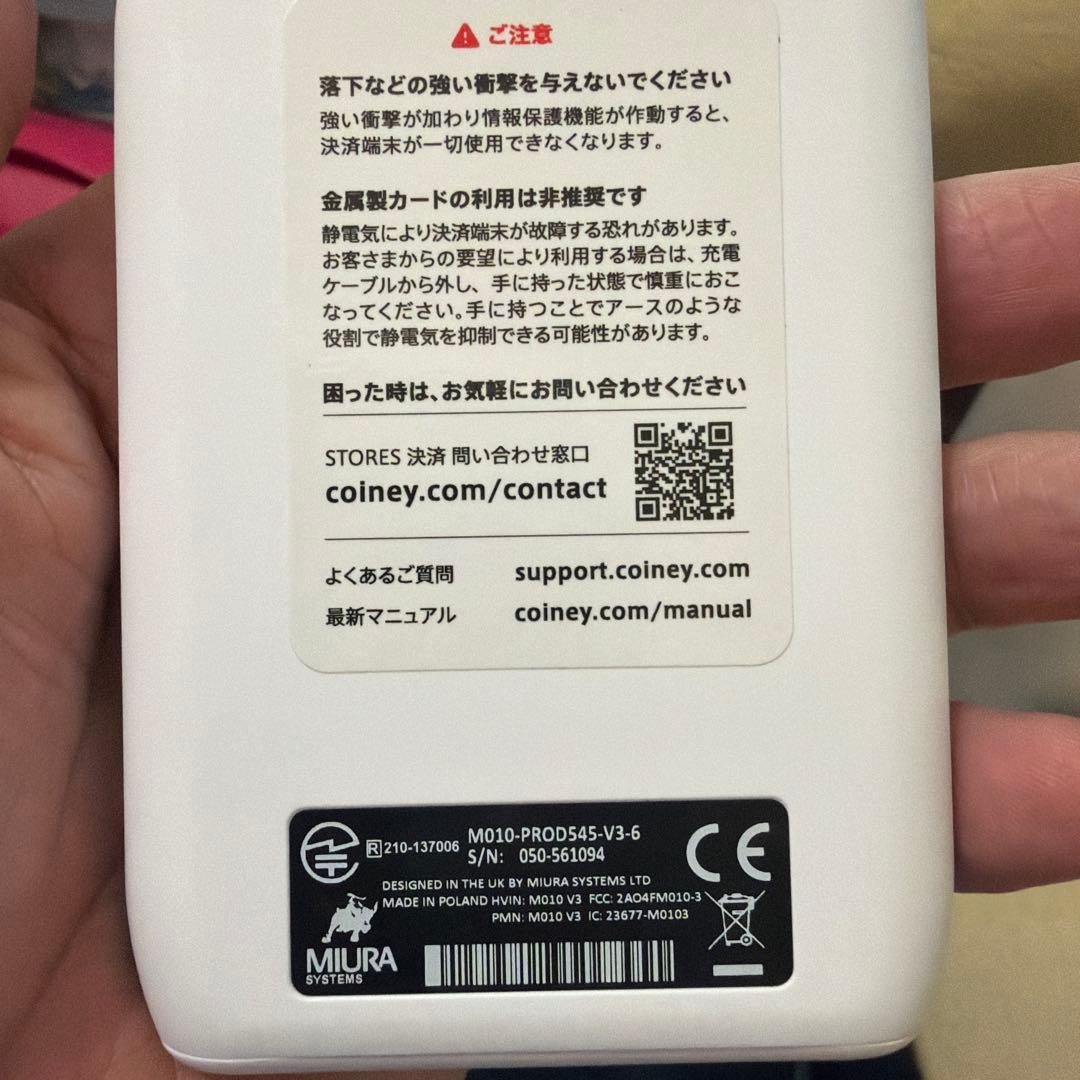 ご注意
落下などの強い衝撃を与えないでください
強い衝撃が加わり情報保護機能が作動すると、
決済端末が一切使用できなくなります。
金属製カードの利用は非推奨です
静電気により決済端末が故障する恐れがあります。
お客さまからの要望により利用する場合は、充電
ケーブルから外し、手に持った状態で慎重におこ
なってください。手に持つことでアースのような
役割で静電気を抑制できる可能性があります。
困った時は、お気軽にお問い合わせください
STORES 決済 問い合わせ窓口
coiney.com/contact
よくあるご質問 support.coiney.com
最新マニュアル coiney.com/manual
R 210-137006 M010-PROD545-V3-6
S/N: 050-561094
CE
DESIGNED IN THE UK BY MIURA SYSTEMS LTD
MADE IN POLAND HVIN: M010 V3 FCC: 2AO4FM010-3
PMN: M010 V3 IC: 23677-M0103
MIURA
SYSTEMS